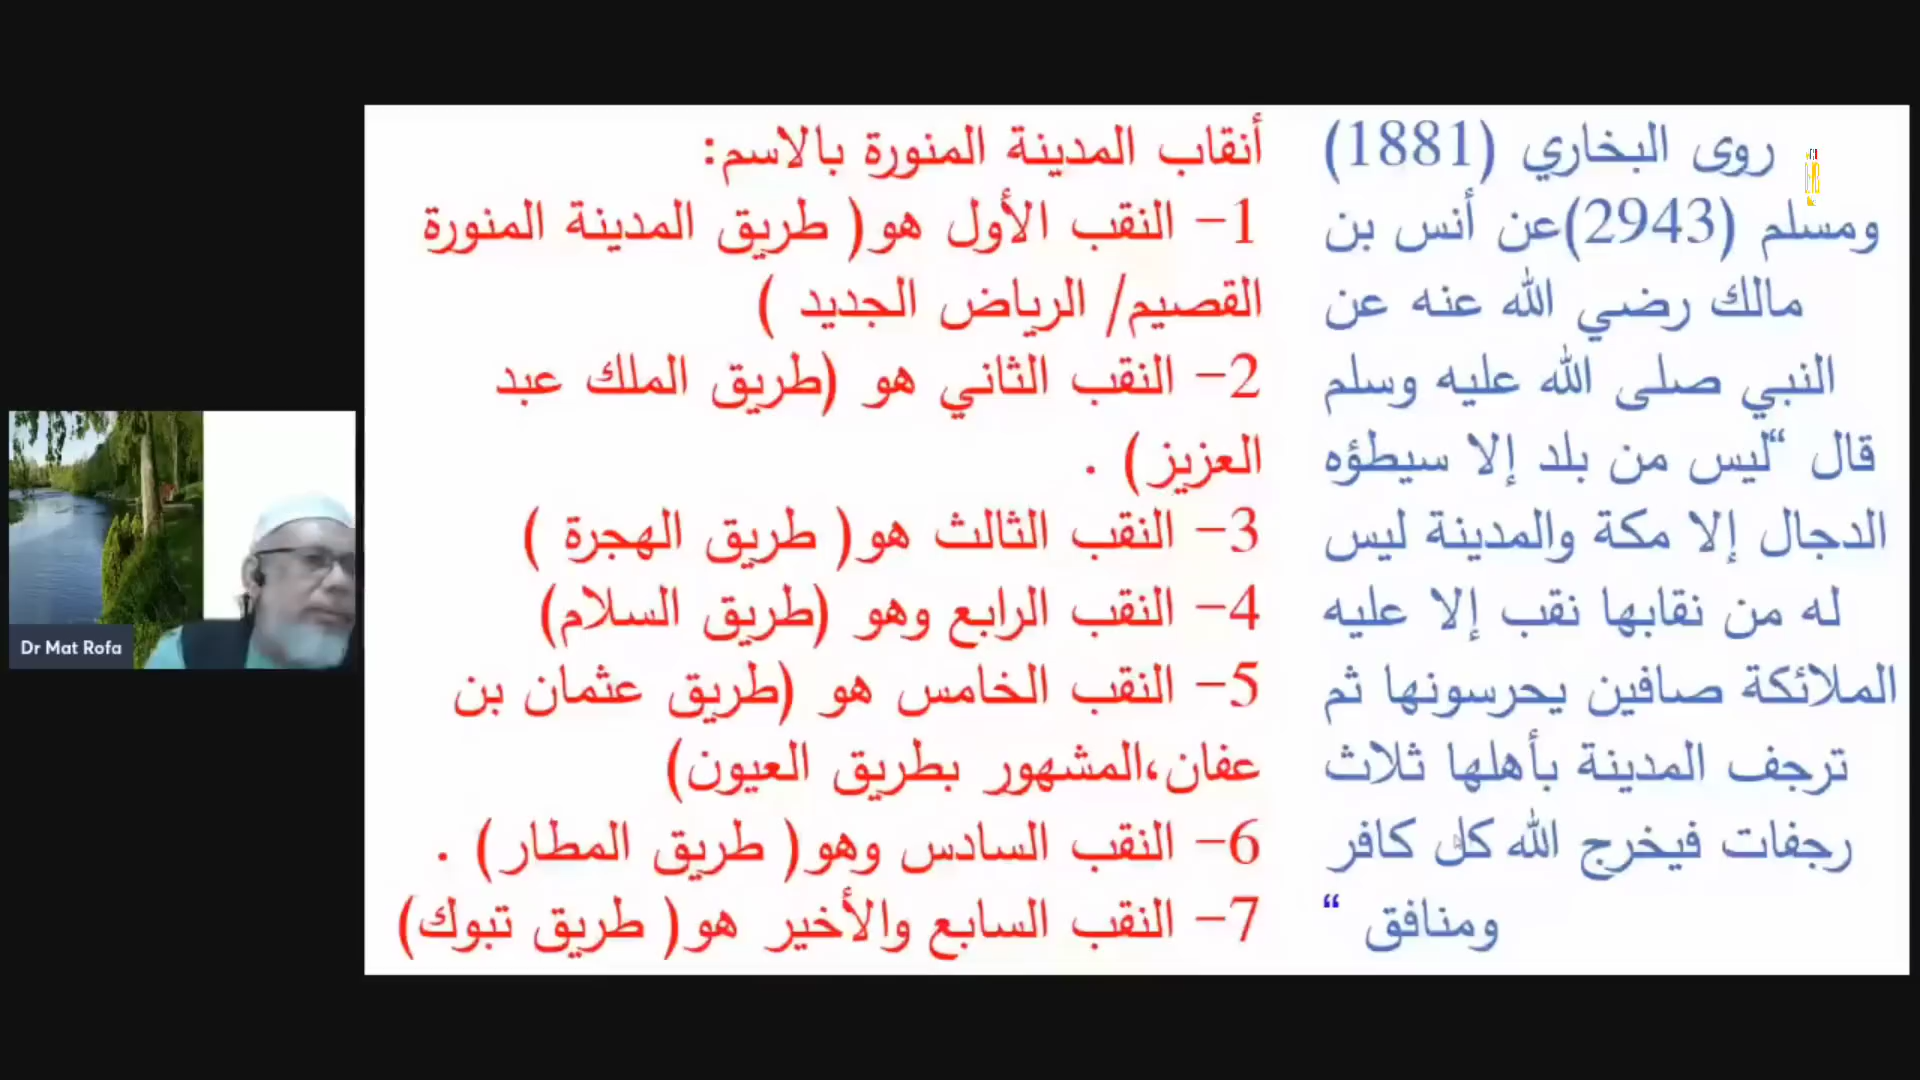 روى البخاري (1881)
ومسلم (2943)عن أنس بن
مالك رضي الله عنه عن
النبي صلى الله عليه وسلم
قال “ليس من بلد إلا سيطؤه
الدجال إلا مكة والمدينة ليس
له من نقابها نقب إلا عليه
الملائكة صافين يحرسونها ثم
ترجف المدينة بأهلها ثلاث
رجفات فيخرج الله كل كافر
ومنافق “
أنقاب المدينة المنورة بالاسم:
1– النقب الأول هو( طريق المدينة المنورة
القصيم/ الرياض الجديد )
2– النقب الثاني هو (طريق الملك عبد
العزيز) .
3– النقب الثالث هو( طريق الهجرة )
4– النقب الرابع وهو (طريق السلام)
5– النقب الخامس هو (طريق عثمان بن
عفان،المشهور بطريق العيون)
6– النقب السادس وهو( طريق المطار) .
7– النقب السابع والأخير هو( طريق تبوك)
Dr Mat Rofa